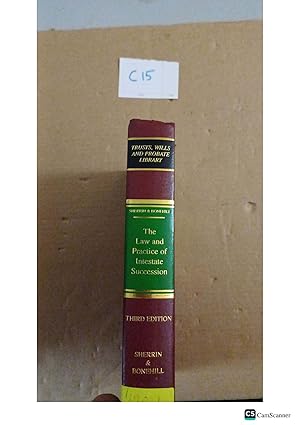 C15
TRUSTS, WILLS
AND PROBATE
LIBRARY
SHERRIN & BONEHILL
The
Law and
Practice of
Intestate
Succession
THIRD EDITION
SHERRIN
&
BONEHILL
CS CamScanner